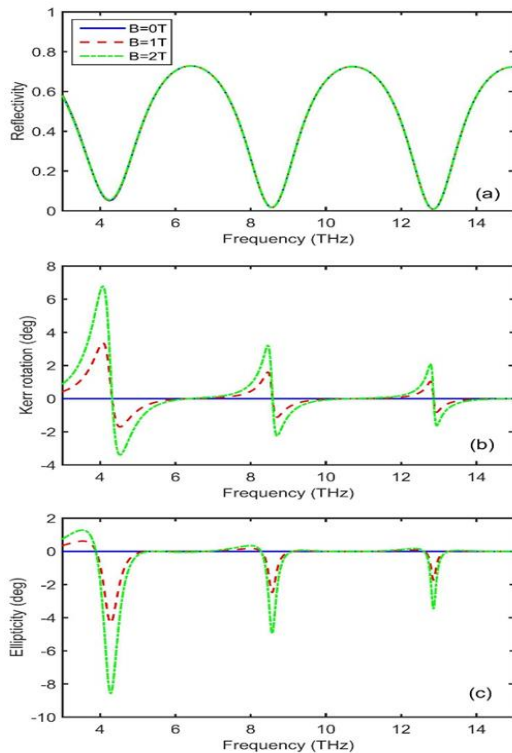 B=0T
B=1T
B=2T
1
0.8
0.6
0.4
0.2
0
Reflectivity
(a)
4 6 8 10 12 14
Frequency (THz)
8
6
4
2
0
-2
-4
Kerr rotation (deg)
(b)
4 6 8 10 12 14
Frequency (THz)
2
0
-2
-4
-6
-8
-10
Ellipticity (deg)
(c)
4 6 8 10 12 14
Frequency (THz)